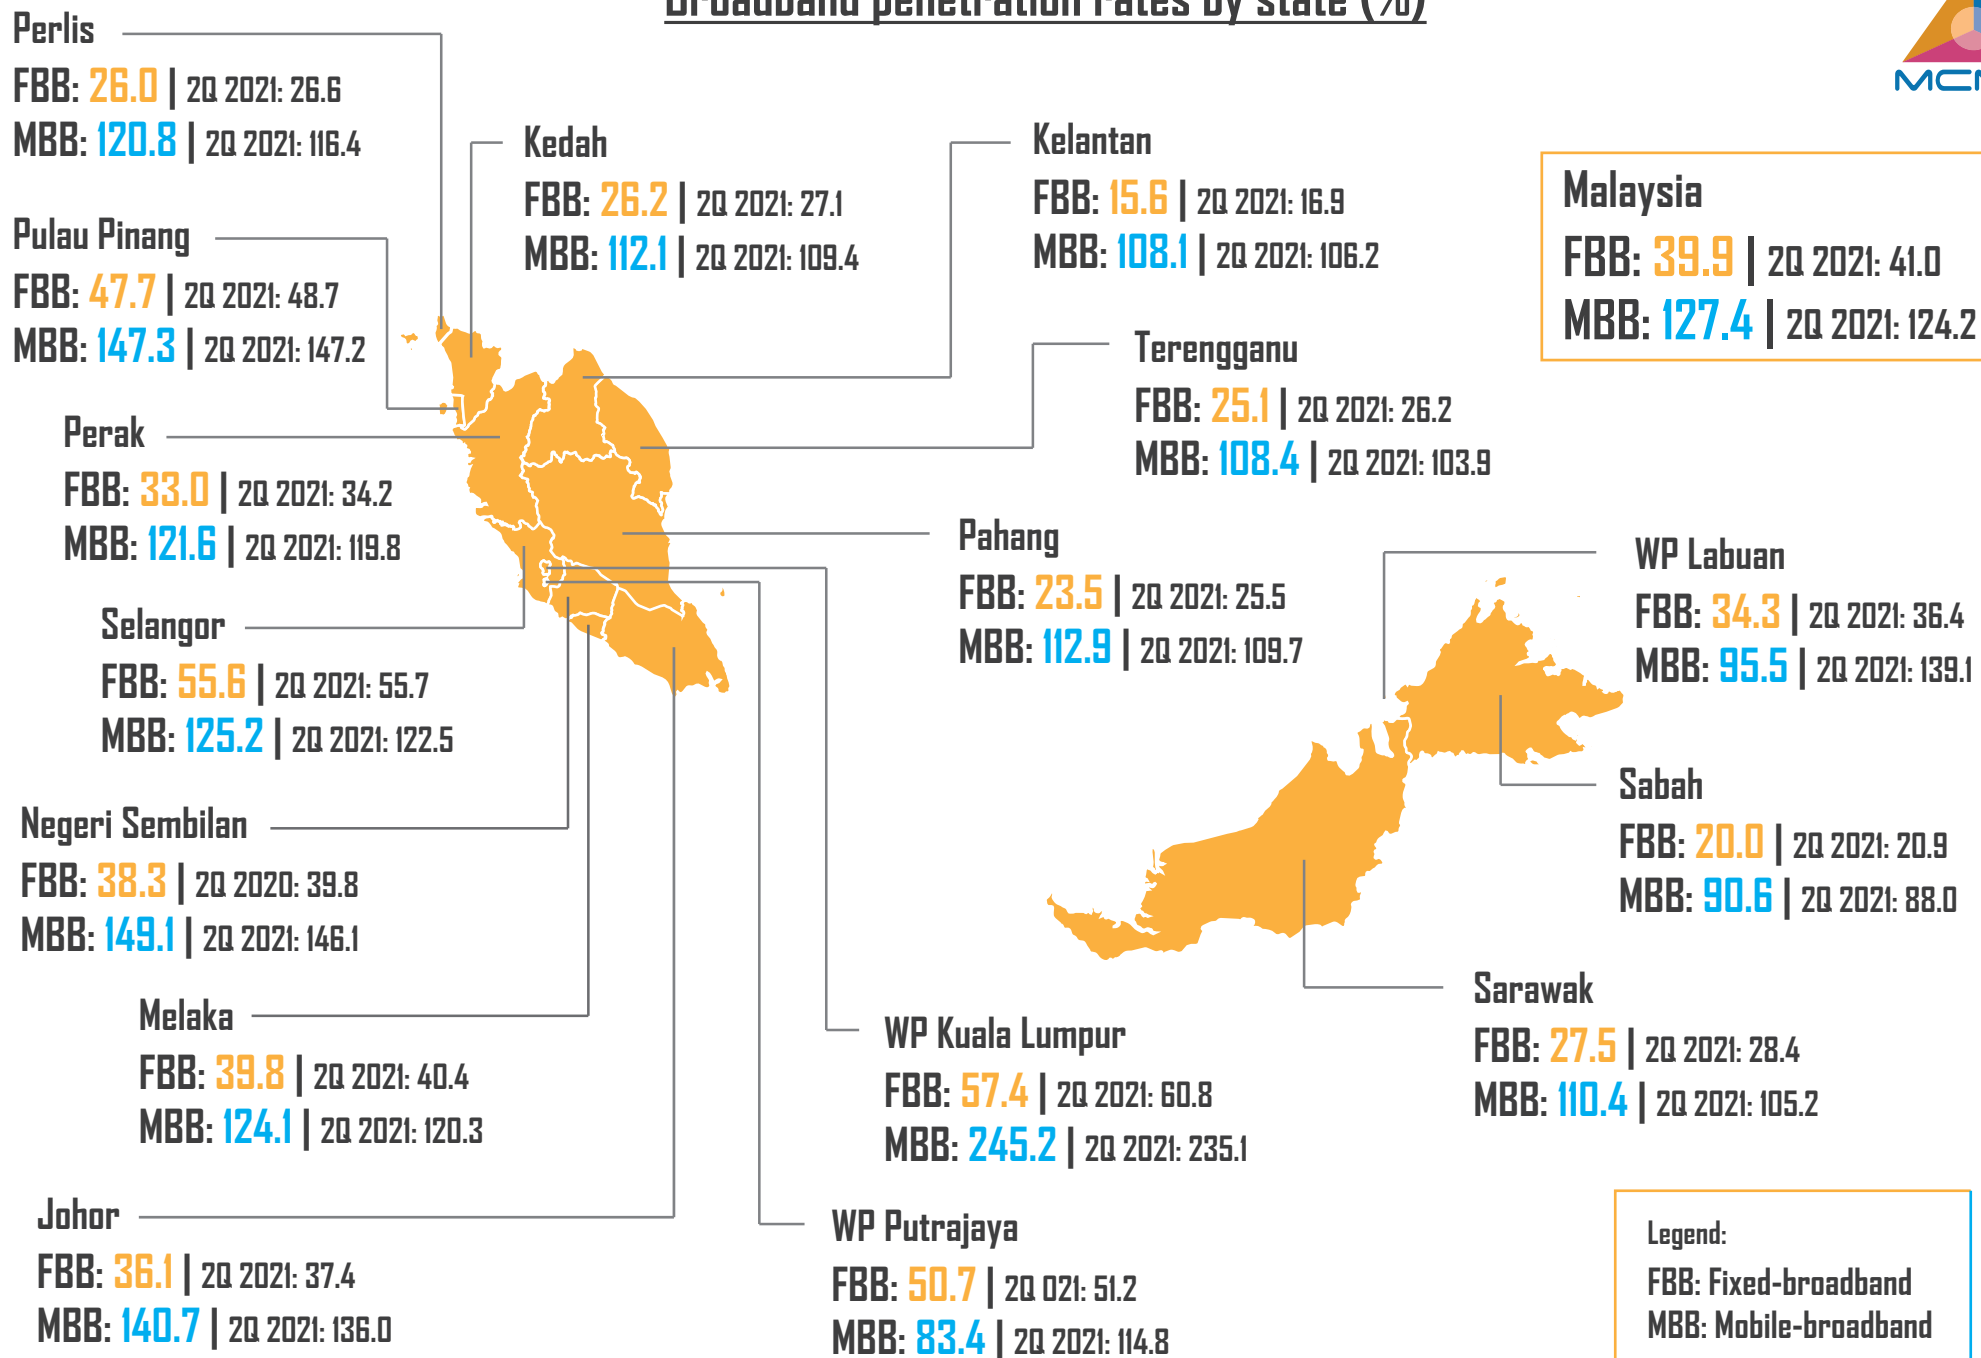 Broadband penetration rates by state (%)
Perlis
FBB: 26.0 | 2Q 2021: 26.6
MBB: 120.8 | 2Q 2021: 116.4
Kedah
FBB: 26.2 | 2Q 2021: 27.1
MBB: 112.1 | 2Q 2021: 109.4
Kelantan
FBB: 15.6 | 2Q 2021: 16.9
MBB: 108.1 | 2Q 2021: 106.2
Malaysia
FBB: 39.9 | 2Q 2021: 41.0
MBB: 127.4 | 2Q 2021: 124.2
Pulau Pinang
FBB: 47.7 | 2Q 2021: 48.7
MBB: 147.3 | 2Q 2021: 147.2
Terengganu
FBB: 25.1 | 2Q 2021: 26.2
MBB: 108.4 | 2Q 2021: 103.9
Perak
FBB: 33.0 | 2Q 2021: 34.2
MBB: 121.6 | 2Q 2021: 119.8
Pahang
FBB: 23.5 | 2Q 2021: 25.5
MBB: 112.9 | 2Q 2021: 109.7
WP Labuan
FBB: 34.3 | 2Q 2021: 36.4
MBB: 95.5 | 2Q 2021: 139.1
Selangor
FBB: 55.6 | 2Q 2021: 55.7
MBB: 125.2 | 2Q 2021: 122.5
Sabah
FBB: 20.0 | 2Q 2021: 20.9
MBB: 90.6 | 2Q 2021: 88.0
Negeri Sembilan
FBB: 38.3 | 2Q 2020: 39.8
MBB: 149.1 | 2Q 2021: 146.1
Sarawak
FBB: 27.5 | 2Q 2021: 28.4
MBB: 110.4 | 2Q 2021: 105.2
Melaka
FBB: 39.8 | 2Q 2021: 40.4
MBB: 124.1 | 2Q 2021: 120.3
WP Kuala Lumpur
FBB: 57.4 | 2Q 2021: 60.8
MBB: 245.2 | 2Q 2021: 235.1
Johor
FBB: 36.1 | 2Q 2021: 37.4
MBB: 140.7 | 2Q 2021: 136.0
WP Putrajaya
FBB: 50.7 | 2Q 021: 51.2
MBB: 83.4 | 2Q 2021: 114.8
Legend:
FBB: Fixed-broadband
MBB: Mobile-broadband